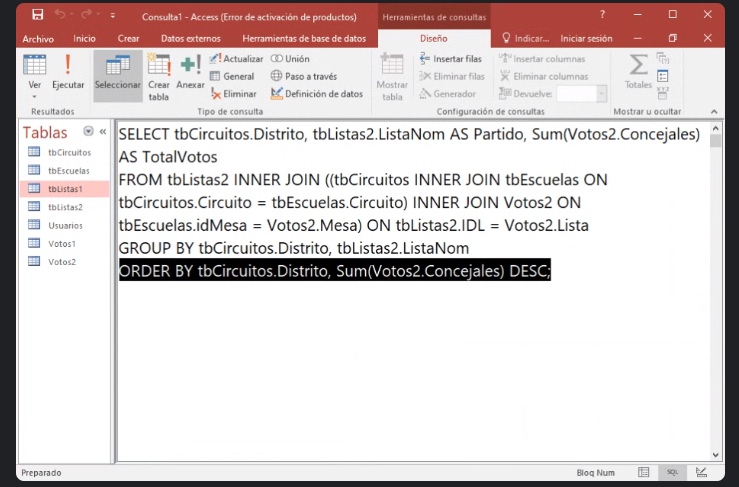 Consulta1 - Access (Error de activación de productos)
Herramientas de consultas
?
Archivo
Inicio
Crear
Datos externos
Herramientas de base de datos
Diseño
Indicar...
Iniciar sesión
Ver
Ejecutar
Resultados
Seleccionar
Crear
tabla
Anexar
Actualizar
General
Eliminar
Unión
Paso a través
Definición de datos
Tipo de consulta
Mostrar
tabla
Insertar filas
Eliminar filas
Generador
Insertar columnas
Eliminar columnas
Devuelve:
Configuración de consultas
Totales
Mostrar u ocultar
Tablas
tbCircuitos
tbEscuelas
tbListas1
tbListas2
Usuarios
Votos1
Votos2
SELECT tbCircuitos.Distrito, tbListas2.ListaNom AS Partido, Sum(Votos2.Concejales)
AS TotalVotos
FROM tbListas2 INNER JOIN ((tbCircuitos INNER JOIN tbEscuelas ON
tbCircuitos.Circuito = tbEscuelas.Circuito) INNER JOIN Votos2 ON
tbEscuelas.idMesa = Votos2.Mesa) ON tbListas2.IDL = Votos2.Lista
GROUP BY tbCircuitos.Distrito, tbListas2.ListaNom
ORDER BY tbCircuitos.Distrito, Sum(Votos2.Concejales) DESC;
Preparado
Bloq Num
SQL